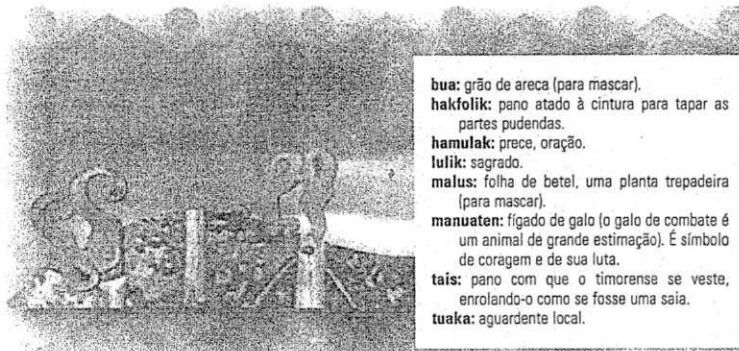 bua: grão de areca (para mascar).
hakfolik: pano atado à cintura para tapar as
partes pudendas.
hamulak: prece, oração.
lulik: sagrado.
malus: folha de betel, uma planta trepadeira
(para mascar).
manuaten: fígado de galo (o galo de combate é
um animal de grande estimação). É símbolo
de coragem e de sua luta.
tais: pano com que o timorense se veste,
enrolando-o como se fosse uma saia.
tuaka: aguardente local.